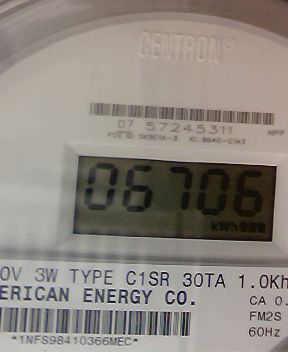 CENTRON®
07 57245311
HPP
06706
kWh
0V 3W TYPE C1SR 30TA 1.0Kh
ERICAN ENERGY CO.
CA 0.
FM2S
60Hz
*1NFS98410366MEC*